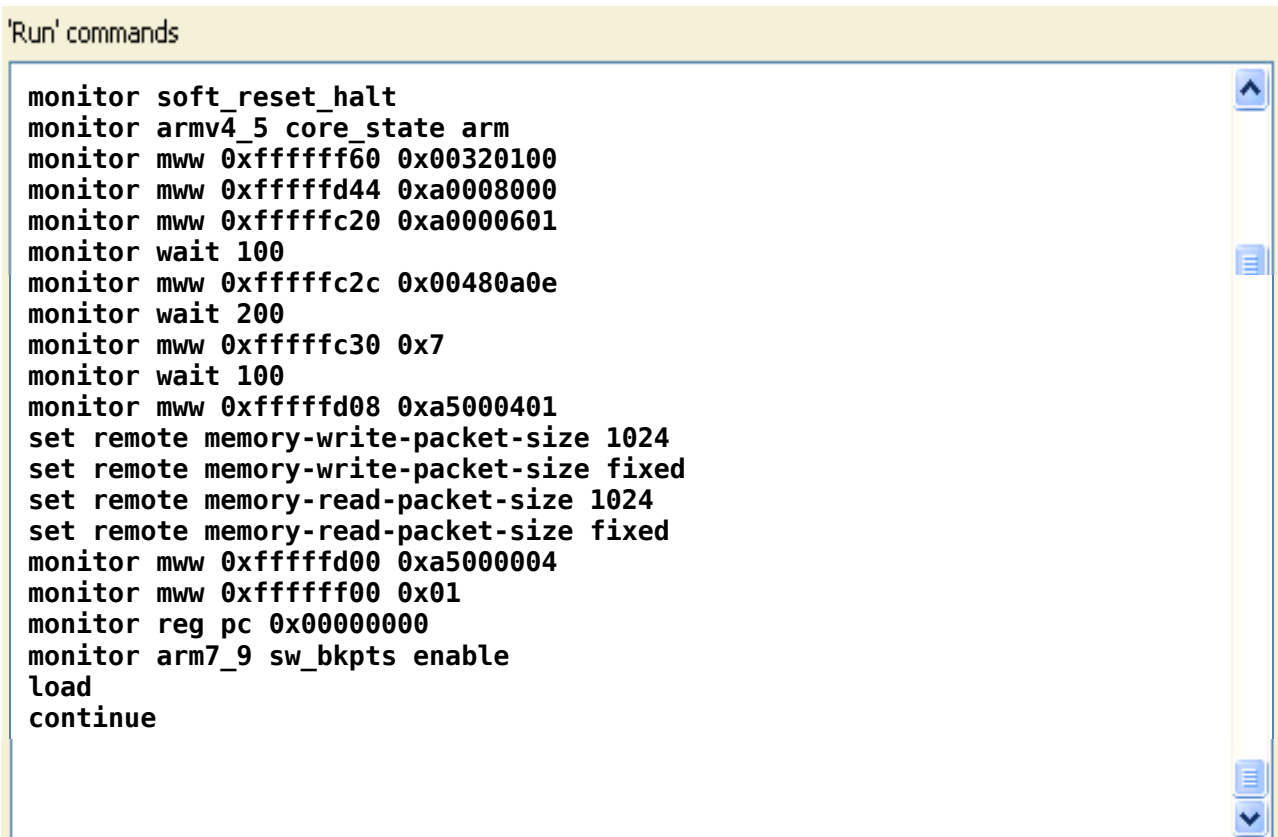 'Run' commands
monitor soft_reset_halt
monitor armv4_5 core_state arm
monitor mww 0xffffff60 0x00320100
monitor mww 0xfffffd44 0xa0008000
monitor mww 0xfffffc20 0xa0000601
monitor wait 100
monitor mww 0xfffffc2c 0x00480a0e
monitor wait 200
monitor mww 0xfffffc30 0x7
monitor wait 100
monitor mww 0xfffffd08 0xa5000401
set remote memory-write-packet-size 1024
set remote memory-write-packet-size fixed
set remote memory-read-packet-size 1024
set remote memory-read-packet-size fixed
monitor mww 0xfffffd00 0xa5000004
monitor mww 0xffffff00 0x01
monitor reg pc 0x00000000
monitor arm7_9 sw_bkpts enable
load
continue